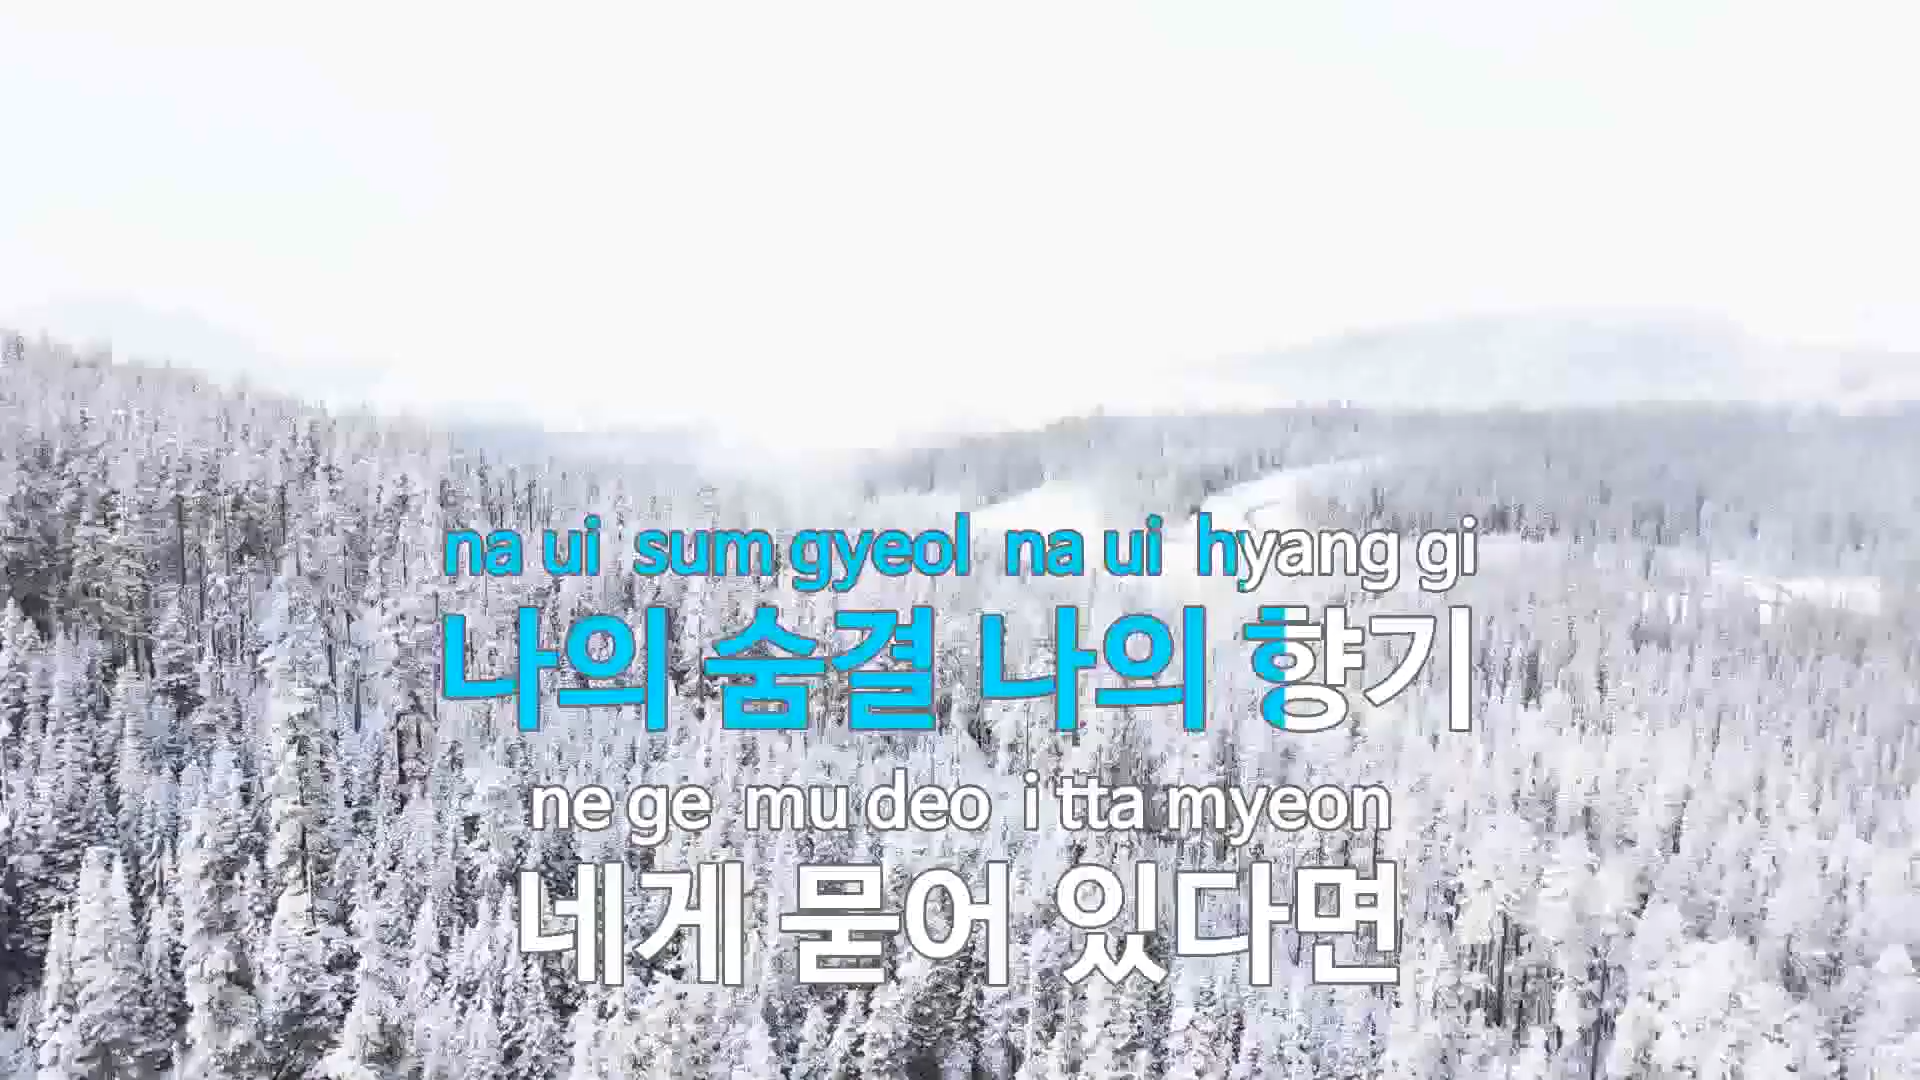 na ui sum gyeol na ui hyang gi
나의 숨결 나의 향기
ne ge mu deo i tta myeon
네게 묻어 있다면